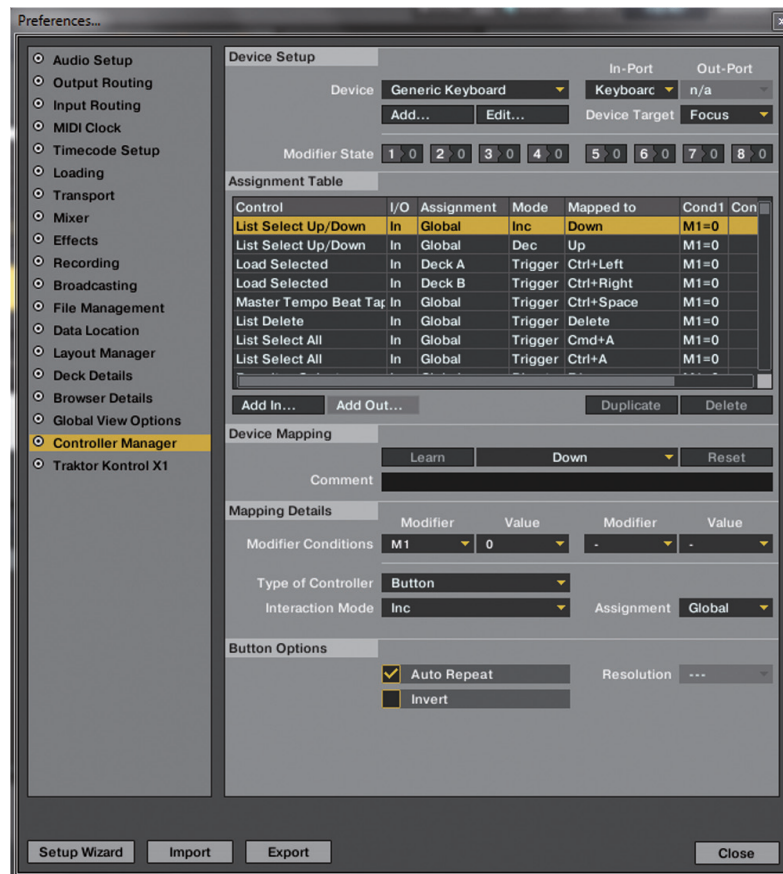 Preferences...
Audio Setup
Output Routing
Input Routing
MIDI Clock
Timecode Setup
Loading
Transport
Mixer
Effects
Recording
Broadcasting
File Management
Data Location
Layout Manager
Deck Details
Browser Details
Global View Options
Controller Manager
Traktor Kontrol X1
Device Setup
In-Port Out-Port
Device Generic Keyboard Keyboarc n/a
Add... Edit... Device Target Focus
Modifier State 1 0 2 0 3 0 4 0 5 0 6 0 7 0 8 0
Assignment Table
Control I/O Assignment Mode Mapped to Cond1 Con
List Select Up/Down In Global Inc Down M1=0
List Select Up/Down In Global Dec Up M1=0
Load Selected In Deck A Trigger Ctrl+Left M1=0
Load Selected In Deck B Trigger Ctrl+Right M1=0
Master Tempo Beat Tap In Global Trigger Ctrl+Space M1=0
List Delete In Global Trigger Delete M1=0
List Select All In Global Trigger Cmd+A M1=0
List Select All In Global Trigger Ctrl+A M1=0
Add In... Add Out... Duplicate Delete
Device Mapping
Learn Down Reset
Comment
Mapping Details
Modifier Value Modifier Value
Modifier Conditions M1 0 - -
Type of Controller Button
Interaction Mode Inc Assignment Global
Button Options
Auto Repeat Resolution ---
Invert
Setup Wizard Import Export Close